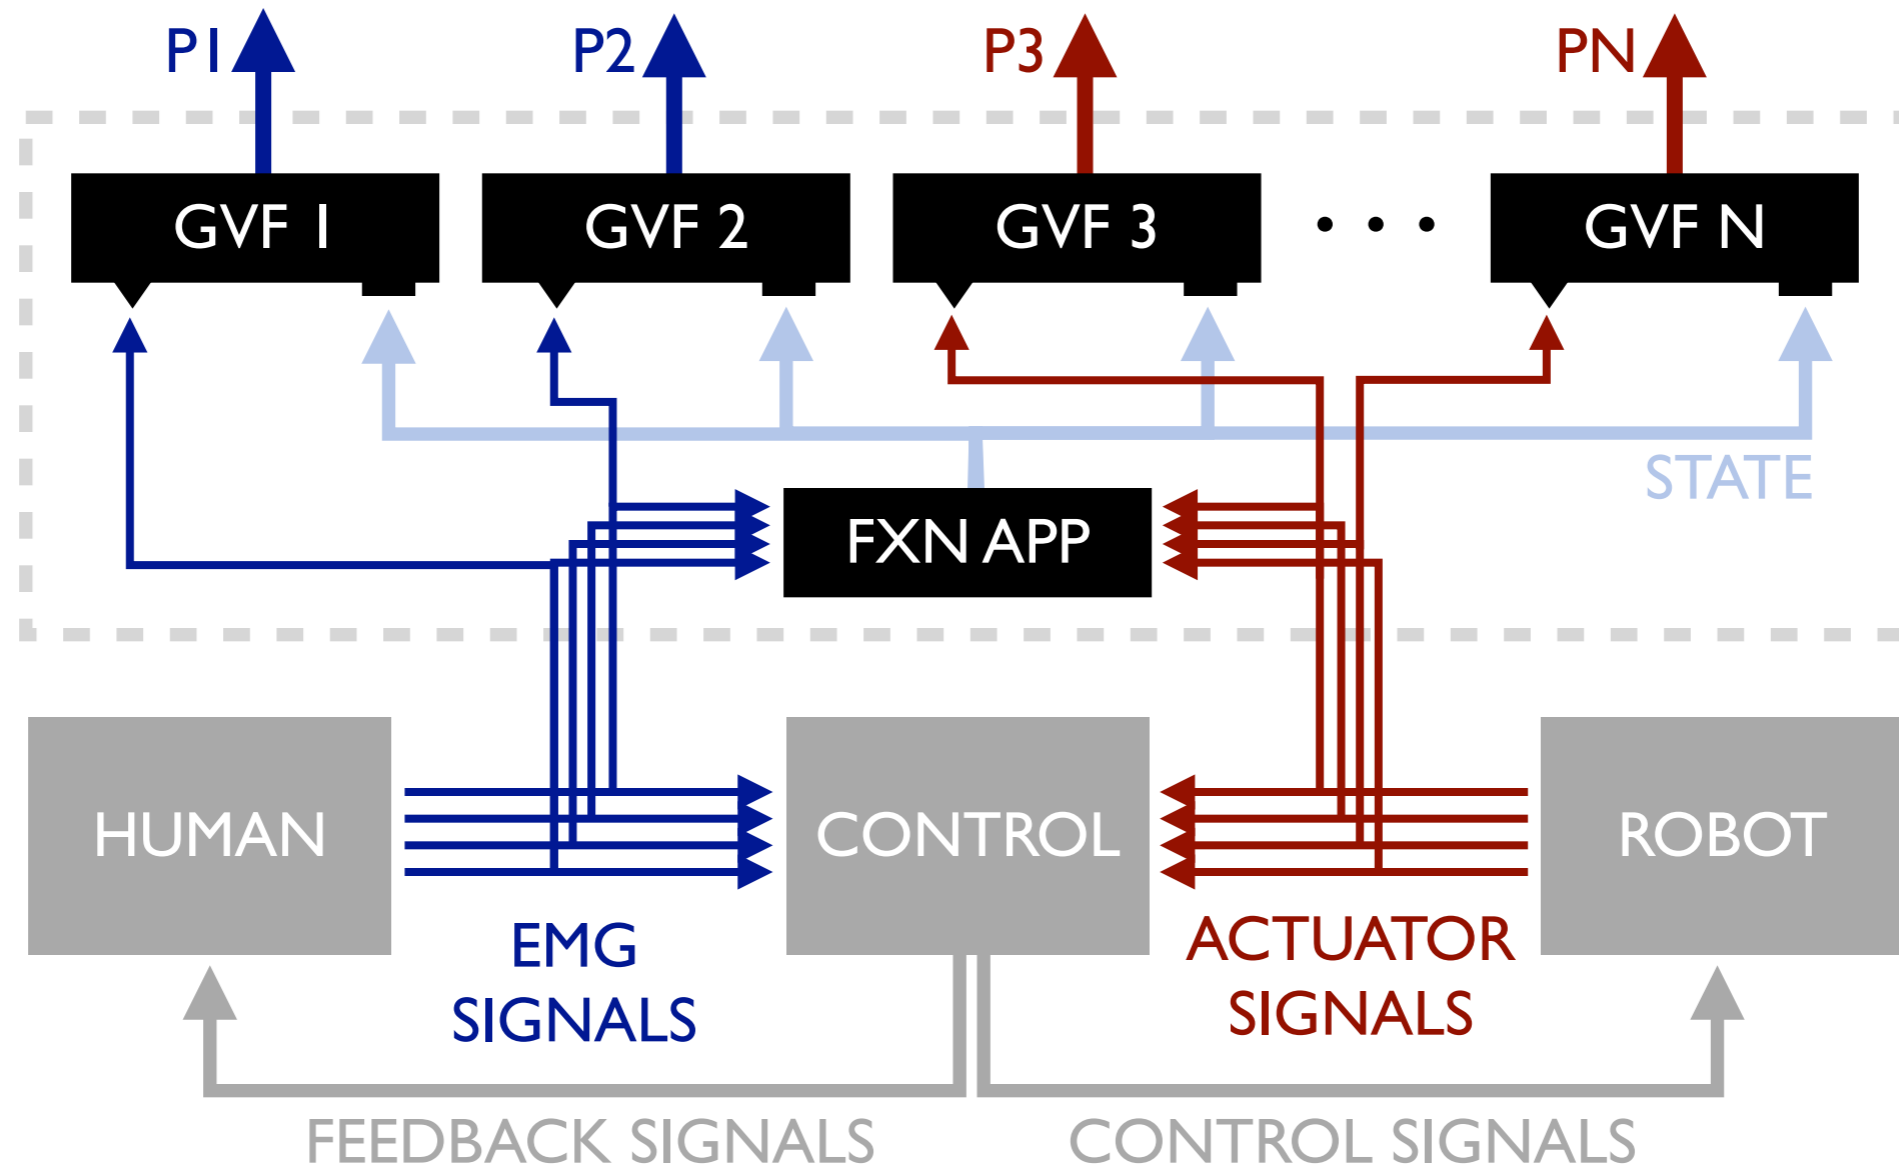 P1
P2
P3
PN
GVF 1
GVF 2
GVF 3
. . .
GVF N
STATE
FXN APP
HUMAN
CONTROL
ROBOT
EMG
SIGNALS
ACTUATOR
SIGNALS
FEEDBACK SIGNALS
CONTROL SIGNALS